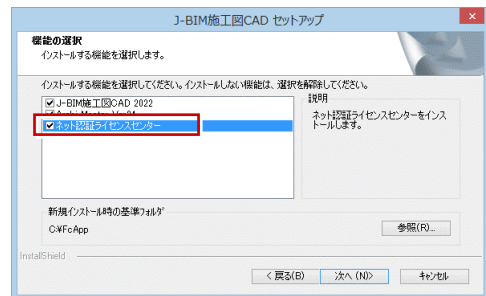 J-BIM施工図CAD セットアップ
機能の選択
インストールする機能を選択します。
インストールする機能を選択してください。インストールしない機能は、選択を解除してください。
J-BIM施工図CAD 2022
ネット認証ライセンスセンター
説明
ネット認証ライセンスセンターをインス
トールします。
新規インストール時の基準フォルダ
C:¥FcApp
参照(R)...
InstallShield
< 戻る(B)
次へ (N)>
キャンセル